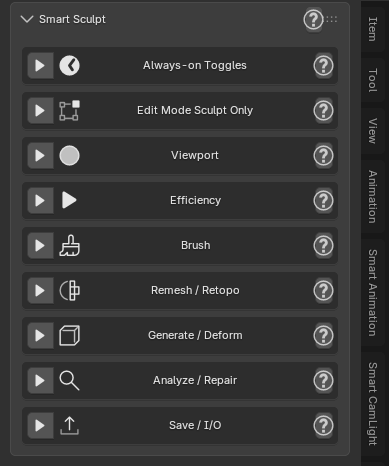 Smart Sculpt
Always-on Toggles
Edit Mode Sculpt Only
Viewport
Efficiency
Brush
Remesh / Retopo
Generate / Deform
Analyze / Repair
Save / I/O
Item
Tool
View
Animation
Smart Animation
Smart CamLight